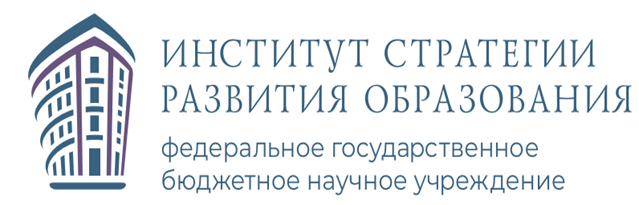 ИНСТИТУТ СТРАТЕГИИ
РАЗВИТИЯ ОБРАЗОВАНИЯ
федеральное государственное
бюджетное научное учреждение